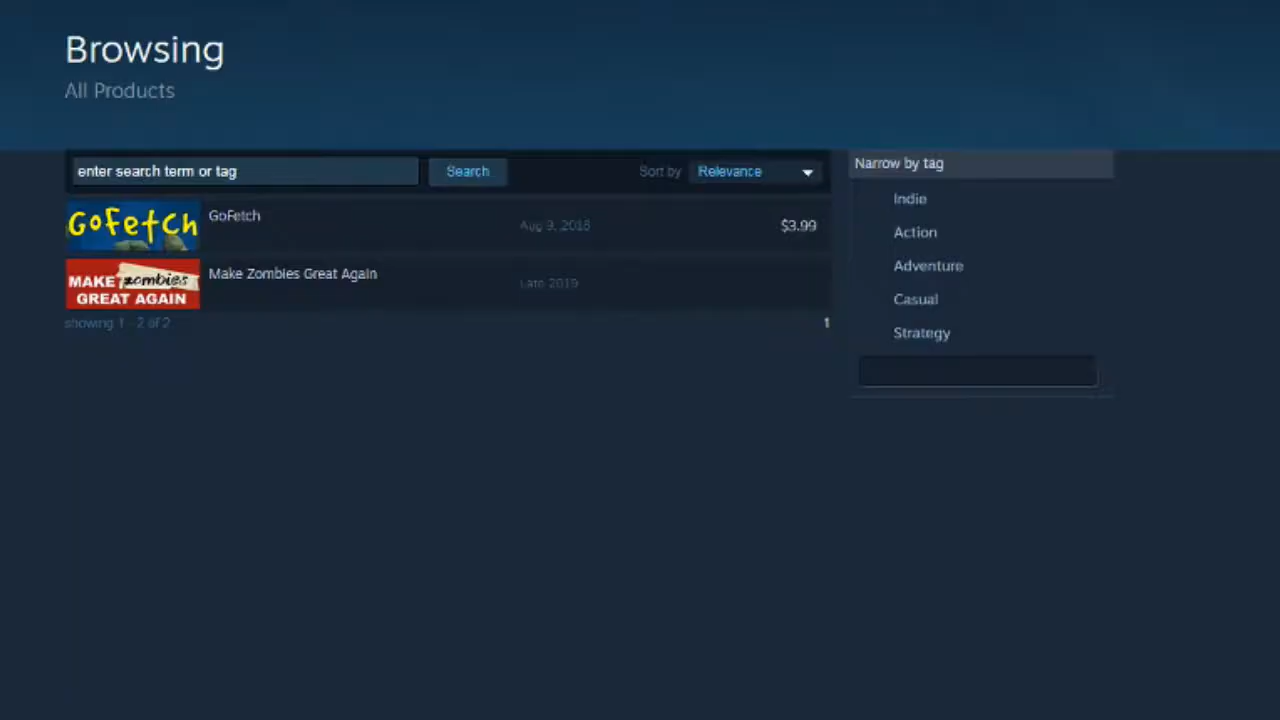 Browsing
All Products
enter search term or tag
Search
Sort by
Relevance
Narrow by tag
GoFetch
GoFetch
Aug 9, 2018
$3.99
MAKE zombies
GREAT AGAIN
Make Zombies Great Again
Late 2019
showing 1 - 2 of 2
1
Indie
Action
Adventure
Casual
Strategy